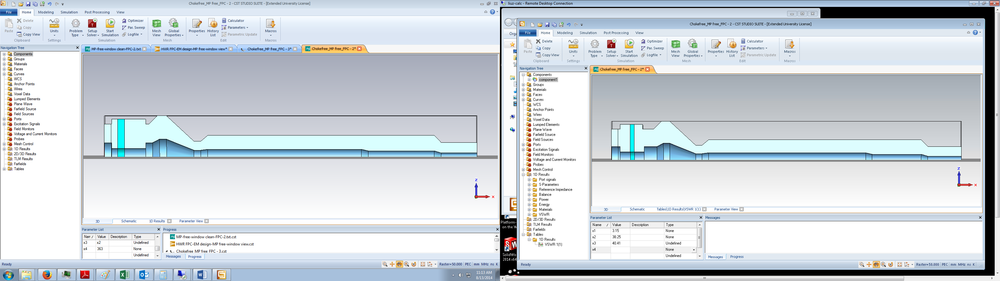 Chokefree_MP free_FPC - 2 - CST STUDIO SUITE - [Extended University License]
File Home Modeling Simulation Post Processing View
Paste Delete Copy Copy View Clipboard
Units Settings
Problem Type Setup Solver Start Simulation Optimizer Par. Sweep Logfile Simulation
Mesh View Global Properties Mesh
Properties History List Calculator Parameters Parametric Update Edit
Macros Macros
Navigation Tree
MP-free-window clean-FPC-2.txt HWR FPC-EM design-MP free-window view* Chokefree_MP free_FPC - 3* Chokefree_MP free_FPC - 2*
Components
Groups
Materials
Faces
Curves
WCS
Anchor Points
Wires
Voxel Data
Lumped Elements
Plane Wave
Farfield Source
Field Sources
Ports
Excitation Signals
Field Monitors
Voltage and Current Monitors
Probes
Mesh Control
1D Results
2D/3D Results
TLM Results
Farfields
Tables
z
x
3D Schematic 1D Results Parameter View
Parameter List
Value Description Type
x3 x2 Undefined
x4 363 None
Undefined
Progress
MP-free-window clean-FPC-2.txt.cst
HWR FPC-EM design-MP free-window view.cst
Chokefree_MP free_FPC - 3.cst
Messages Progress
Ready Raster=50.000 PEC mm MHz ns K
11:13 AM
8/13/2014
liuz-calc - Remote Desktop Connection
Orga
Platform-
on the W
SolidWo
2014 x64
Chokefree_MP free_FPC - 2 - CST STUDIO SUITE - [Extended University License]
File Home Modeling Simulation Post Processing View
Paste Delete Copy Copy View Clipboard
Units Settings
Problem Type Setup Solver Start Simulation Optimizer Par. Sweep Logfile Simulation
Mesh View Global Properties Mesh
Properties History List Calculator Parameters Parametric Update Edit
Macros Macros
Navigation Tree
Chokefree_MP free_FPC - 2*
Components
component1
Groups
Materials
Faces
Curves
WCS
Anchor Points
Wires
Voxel Data
Lumped Elements
Plane Wave
Farfield Source
Field Sources
Ports
Excitation Signals
Field Monitors
Voltage and Current Monitors
Probes
Mesh Control
1D Results
Port signals
S-Parameters
Reference Impedance
Balance
Power
Energy
Materials
VSWR
2D/3D Results
TLM Results
Farfields
Tables
1D Results
VSWR 1(1)
z
x
3D Schematic Tables\1D Results\VSWR 1(1) Parameter View
Parameter List
Name Value Description Type
x1 3.15 None
x2 38.25 None
x3 40.41 Undefined
x4 None
Undefined
Messages
Messages Progress
Ready Raster=50.000 PEC mm MHz ns K